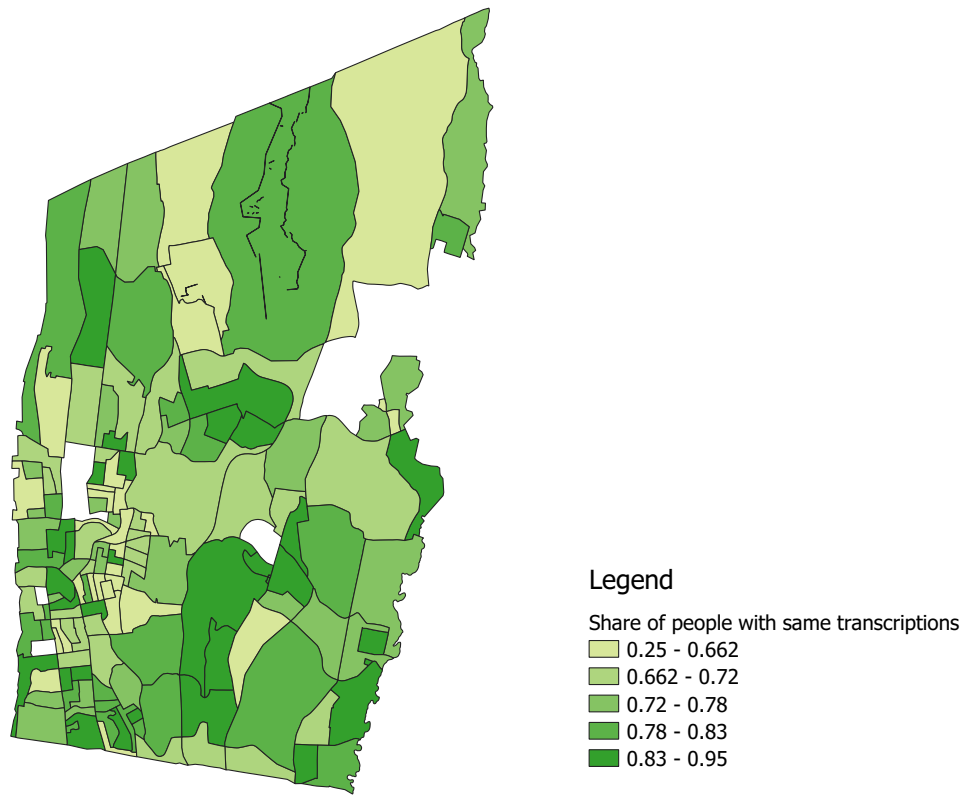 Legend
Share of people with same transcriptions
0.25 - 0.662
0.662 - 0.72
0.72 - 0.78
0.78 - 0.83
0.83 - 0.95